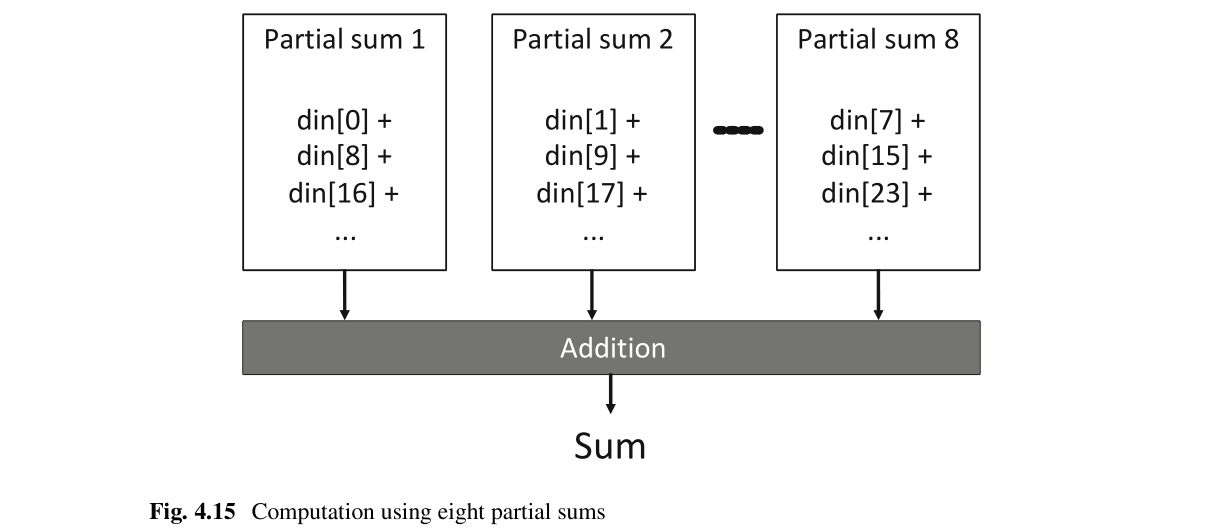 Partial sum 1
din[0] +
din[8] +
din[16] +
...
Partial sum 2
din[1] +
din[9] +
din[17] +
...
Partial sum 8
din[7] +
din[15] +
din[23] +
...
Addition
Sum
Fig. 4.15 Computation using eight partial sums